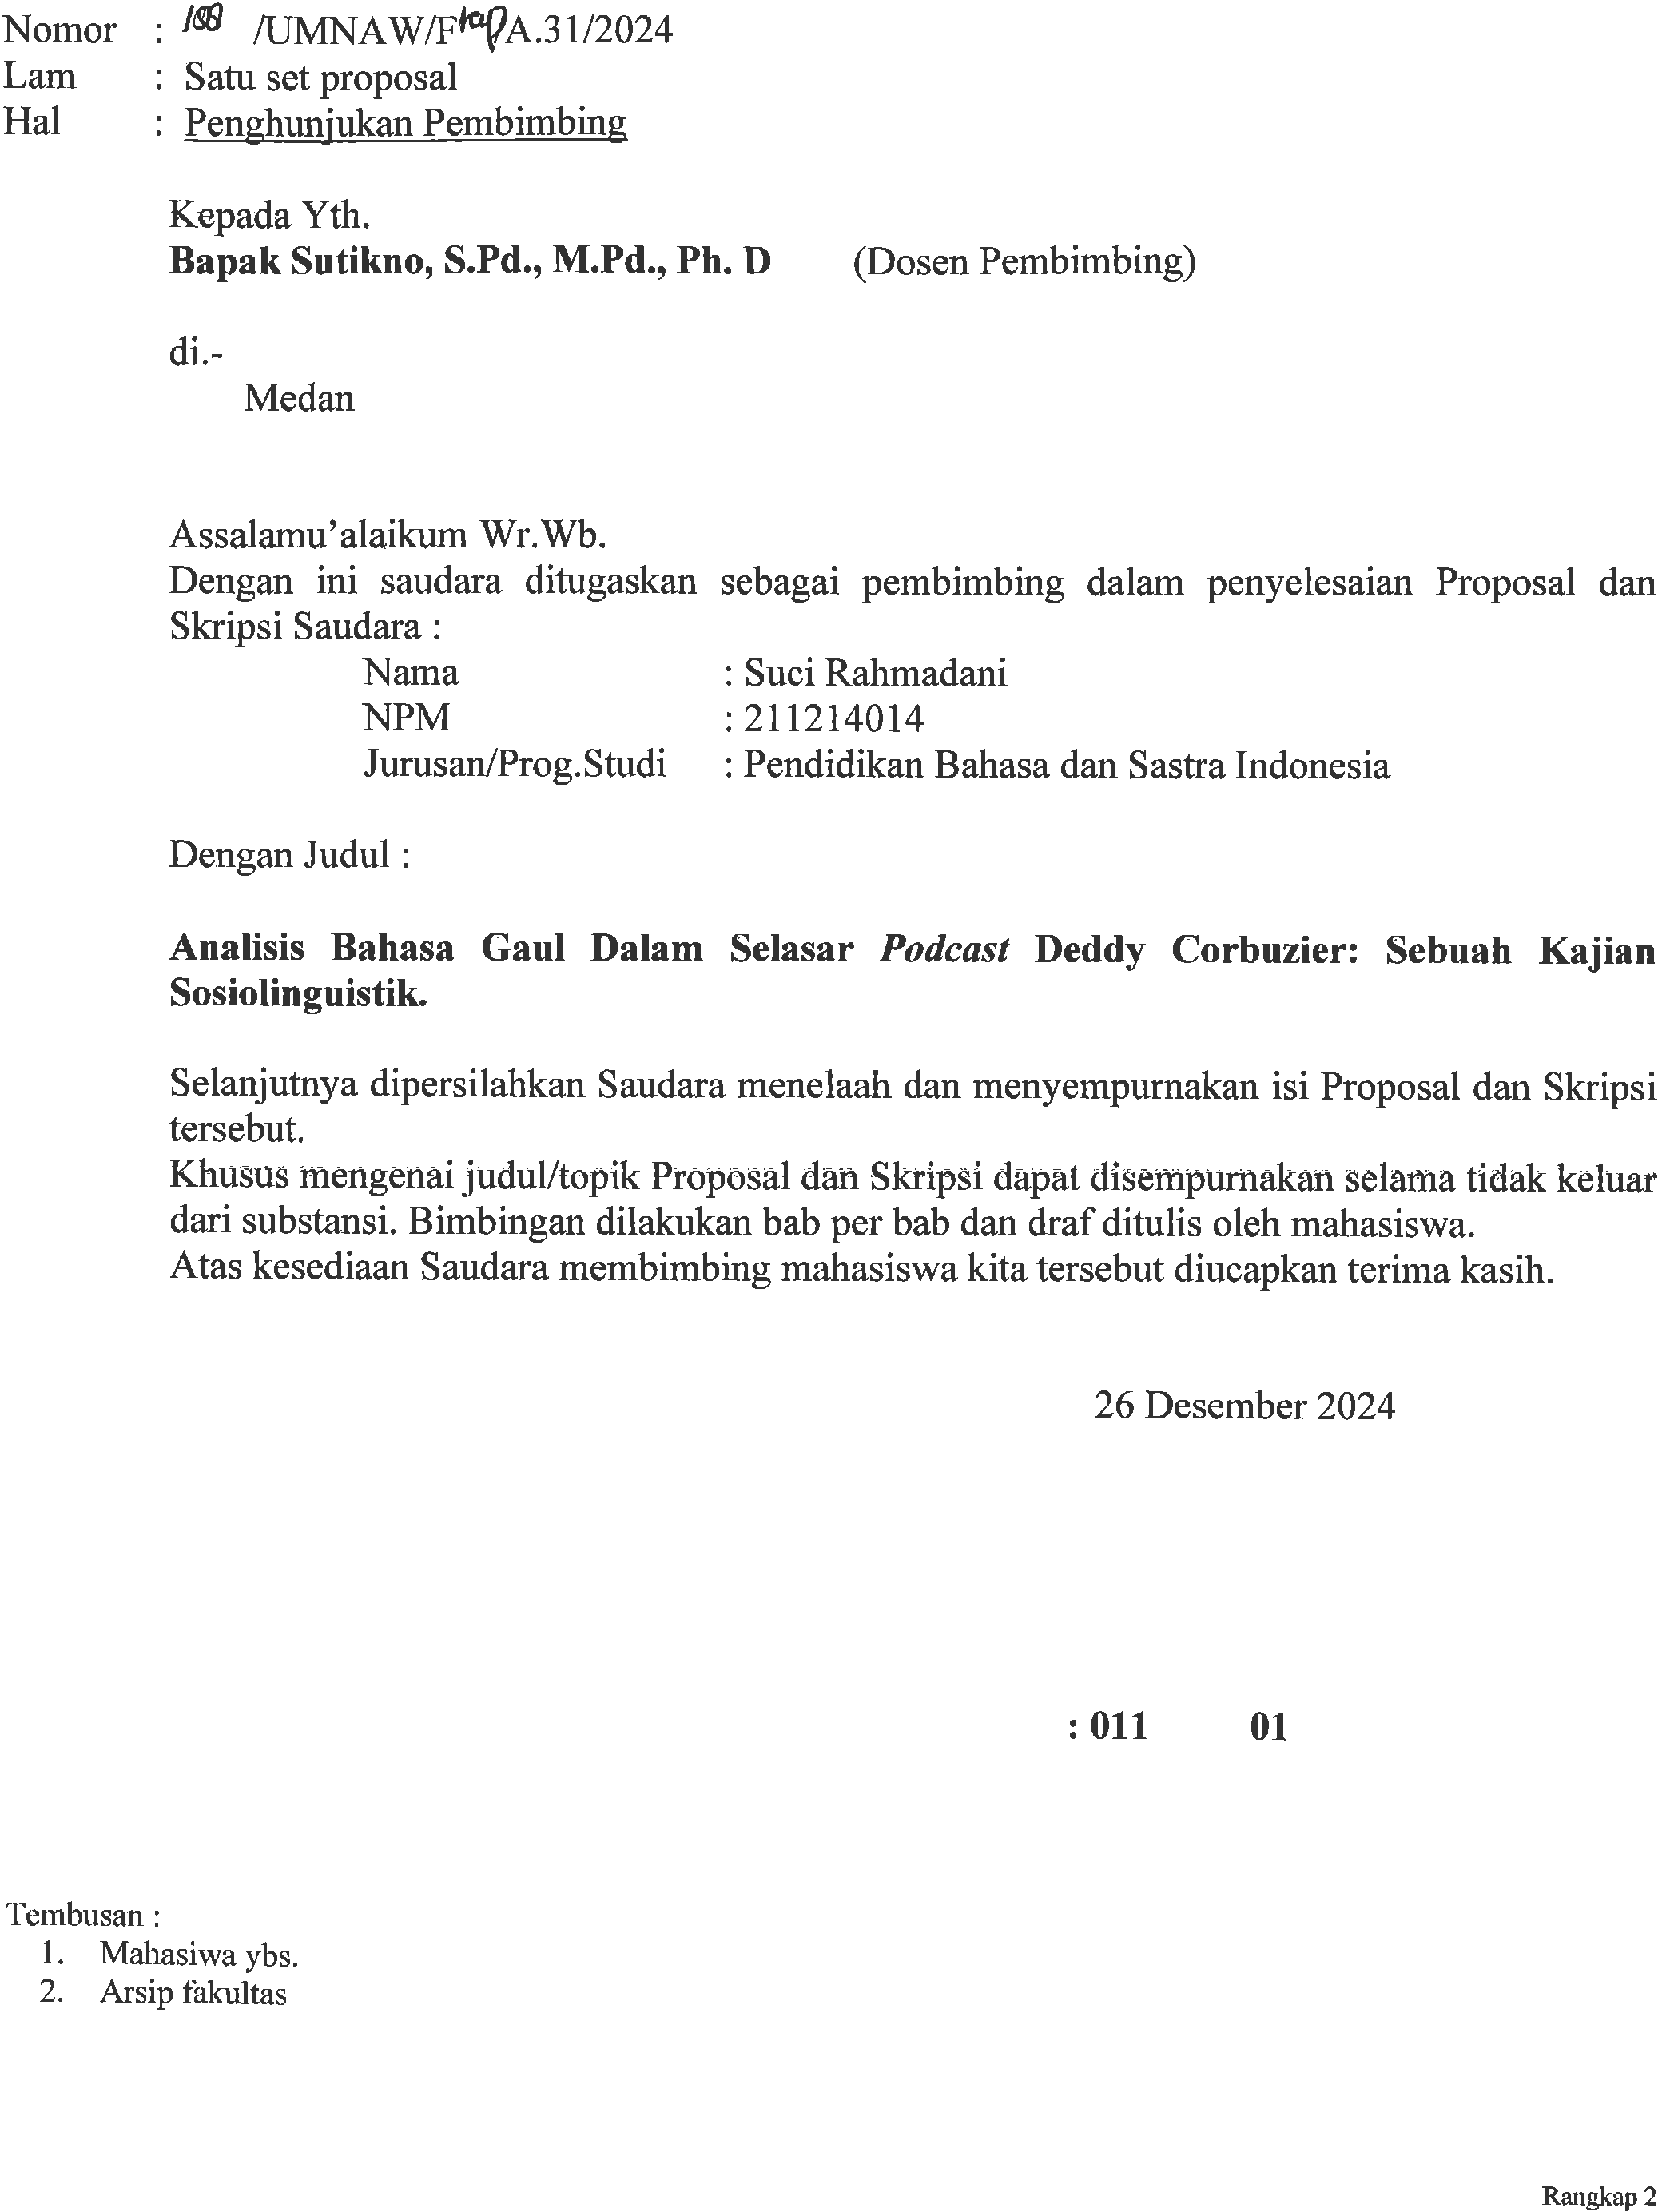 Nomor : 188 /UMNAW/Fkip/A.31/2024
Lam : Satu set proposal
Hal : Penghunjukan Pembimbing
Kepada Yth.
Bapak Sutikno, S.Pd., M.Pd., Ph. D (Dosen Pembimbing)
di.-
Medan
Assalamu'alaikum Wr.Wb.
Dengan ini saudara ditugaskan sebagai pembimbing dalam penyelesaian Proposal dan
Skripsi Saudara :
Nama : Suci Rahmadani
NPM : 211214014
Jurusan/Prog.Studi : Pendidikan Bahasa dan Sastra Indonesia
Dengan Judul :
Analisis Bahasa Gaul Dalam Selasar Podcast Deddy Corbuzier: Sebuah Kajian
Sosiolinguistik.
Selanjutnya dipersilahkan Saudara menelaah dan menyempurnakan isi Proposal dan Skripsi
tersebut.
Khusus mengenai judul/topik Proposal dan Skripsi dapat disempurnakan selama tidak keluar
dari substansi. Bimbingan dilakukan bab per bab dan draf ditulis oleh mahasiswa.
Atas kesediaan Saudara membimbing mahasiswa kita tersebut diucapkan terima kasih.
26 Desember 2024
: 011 01
Tembusan :
1. Mahasiwa ybs.
2. Arsip fakultas
Rangkap 2